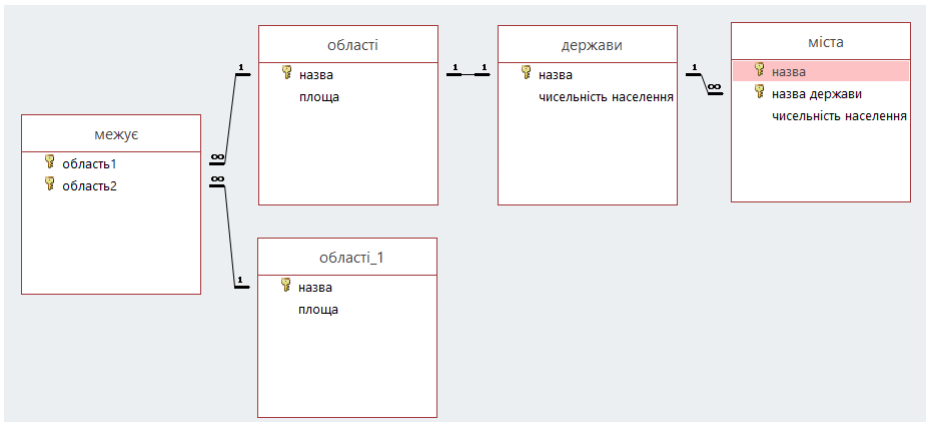 області
назва
площа
держави
назва
чисельність населення
міста
назва
назва держави
чисельність населення
межує
область1
область2
області_1
назва
площа
1
∞
∞
1
1
1
1
∞